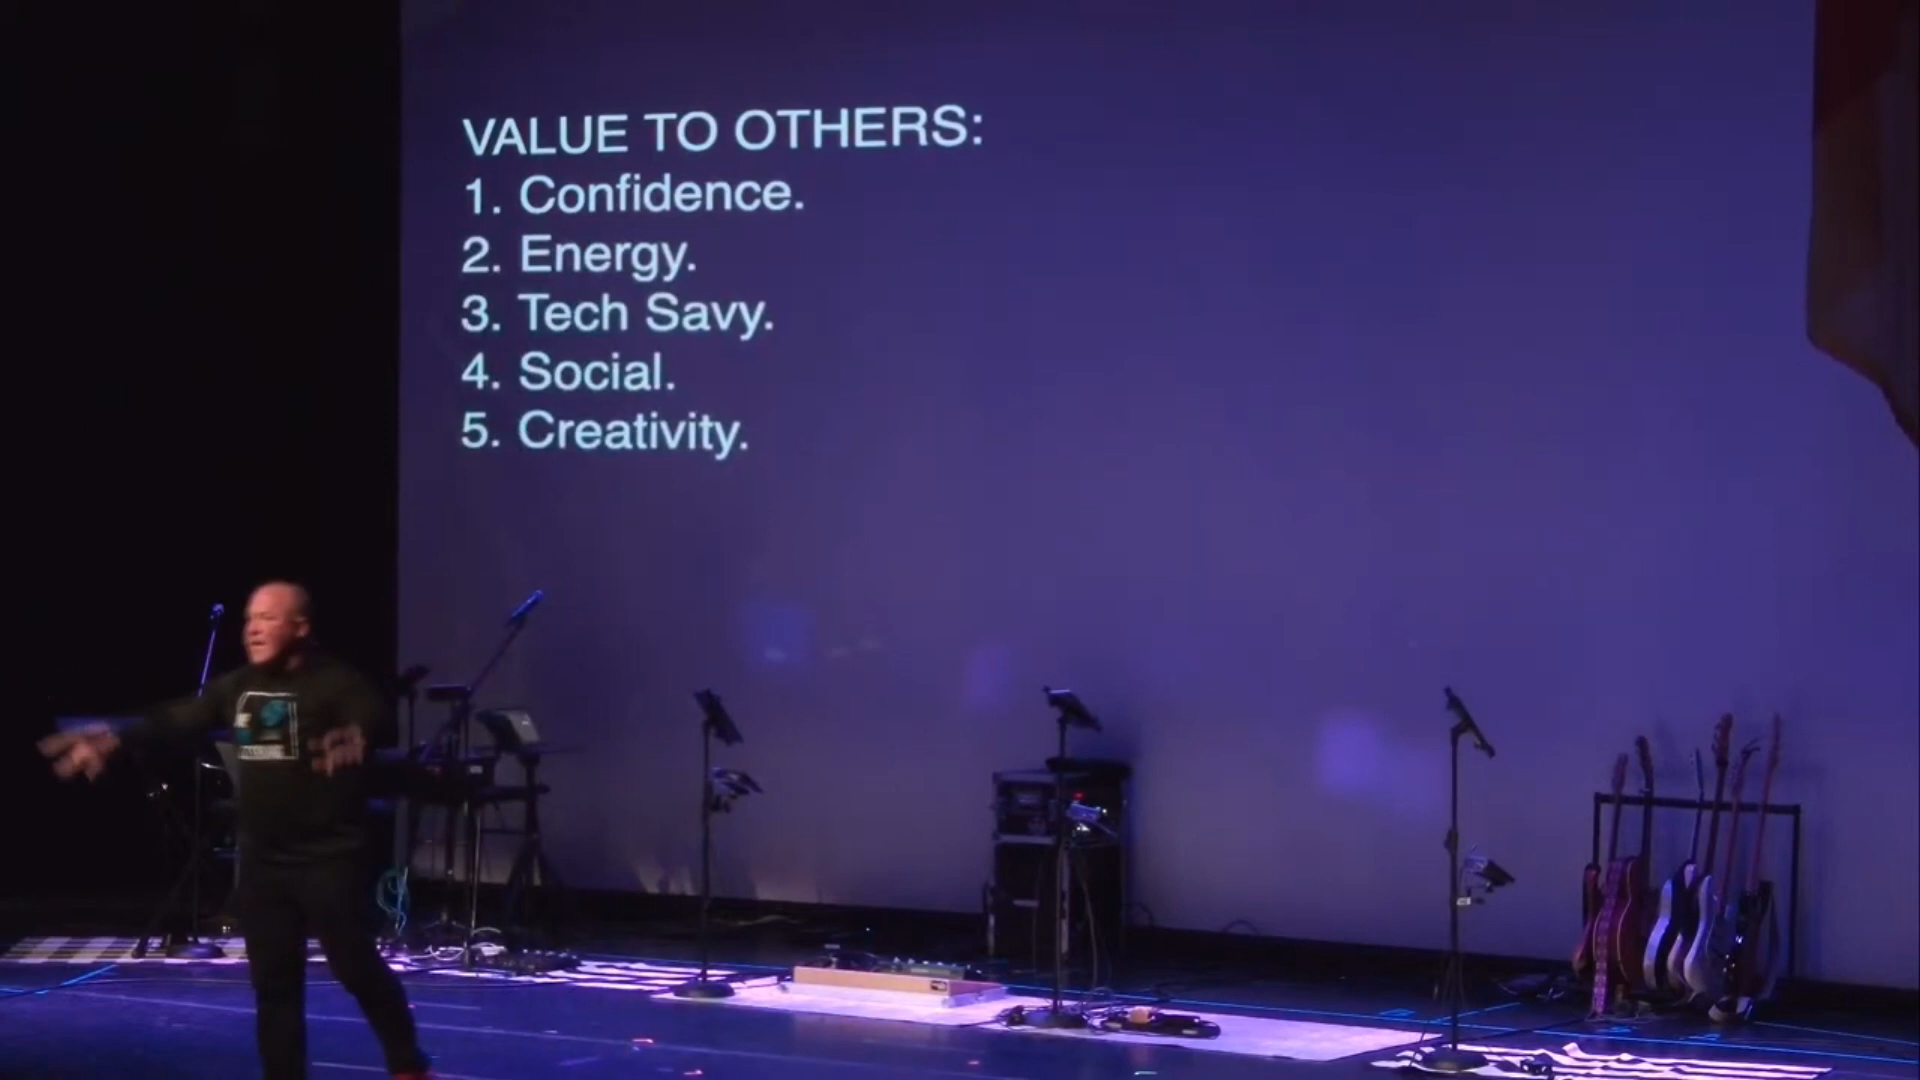 VALUE TO OTHERS:
1. Confidence.
2. Energy.
3. Tech Savy.
4. Social.
5. Creativity.